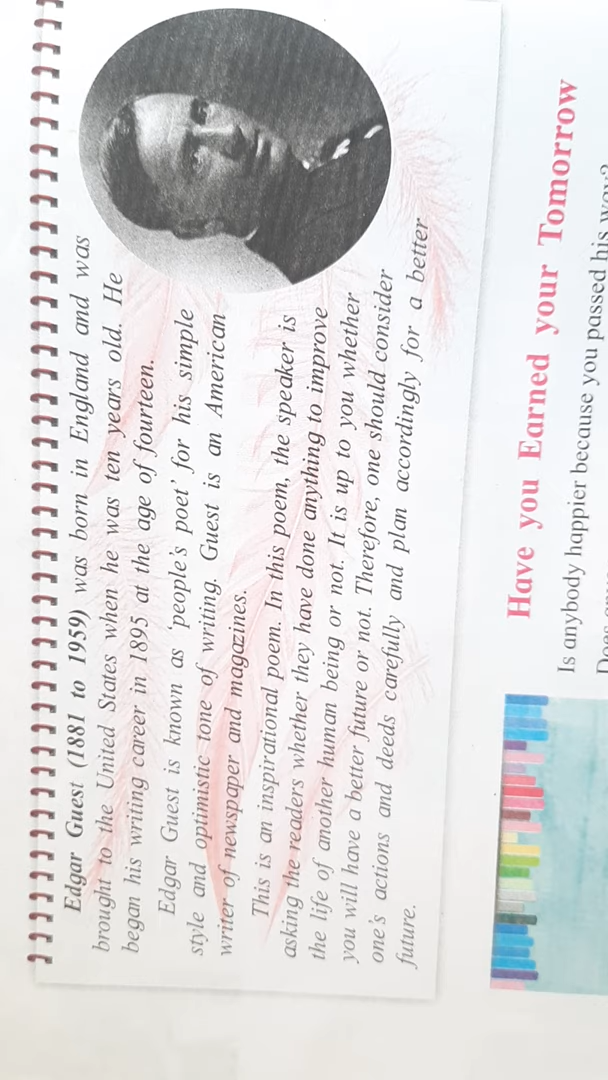 Edgar Guest (1881 to 1959) was born in England and was
brought to the United States when he was ten years old. He
began his writing career in 1895 at the age of fourteen.
Edgar Guest is known as 'people's poet' for his simple
style and optimistic tone of writing. Guest is an American
writer of newspaper and magazines.
This is an inspirational poem. In this poem, the speaker is
asking the readers whether they have done anything to improve
the life of another human being or not. It is up to you whether
you will have a better future or not. Therefore, one should consider
one's actions and deeds carefully and plan accordingly for a better
future.
Have you Earned your Tomorrow
Is anybody happier because you passed his way?